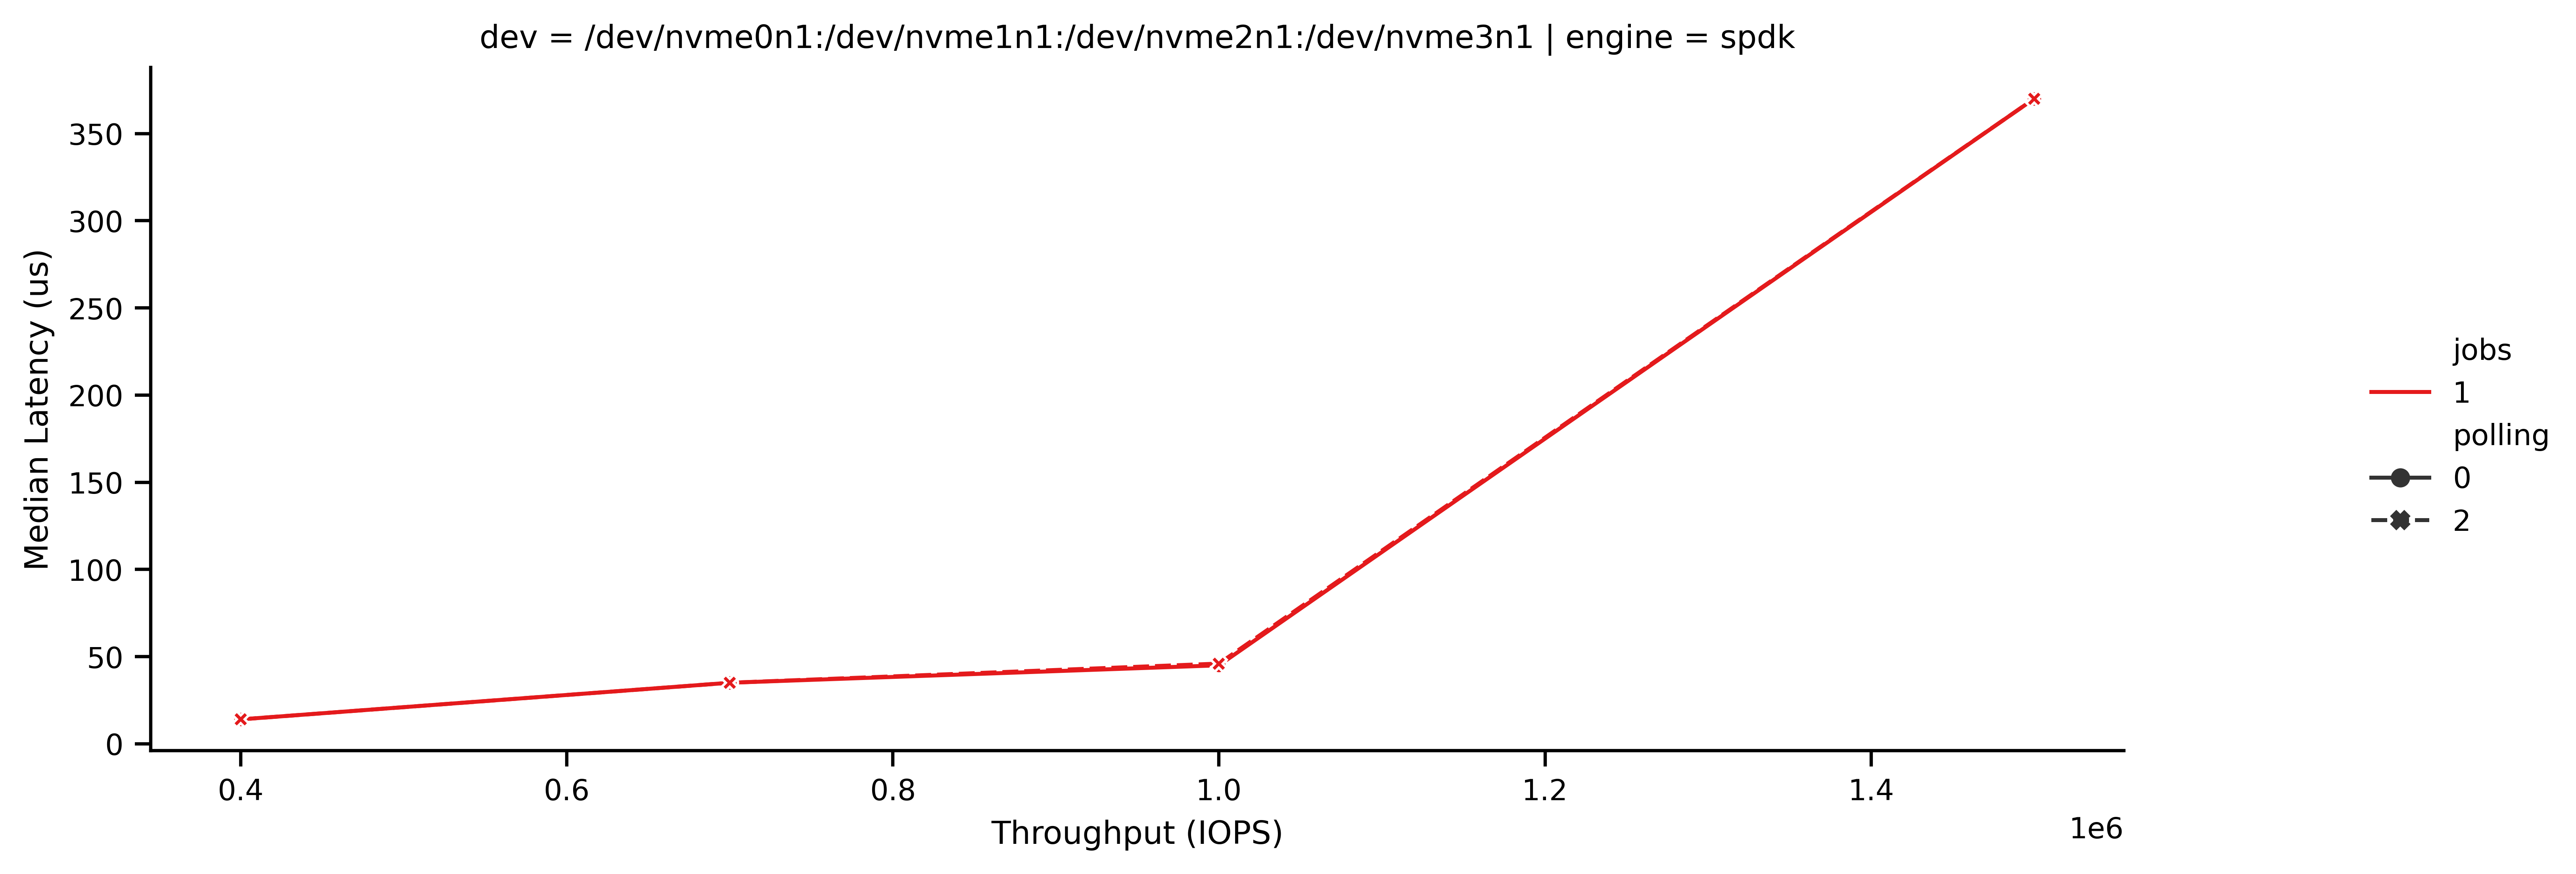 dev = /dev/nvme0n1:/dev/nvme1n1:/dev/nvme2n1:/dev/nvme3n1 | engine = spdk
Median Latency (us)
350
300
250
200
150
100
50
0
0.4 0.6 0.8 1.0 1.2 1.4
1e6
Throughput (IOPS)
jobs
1
polling
0
2